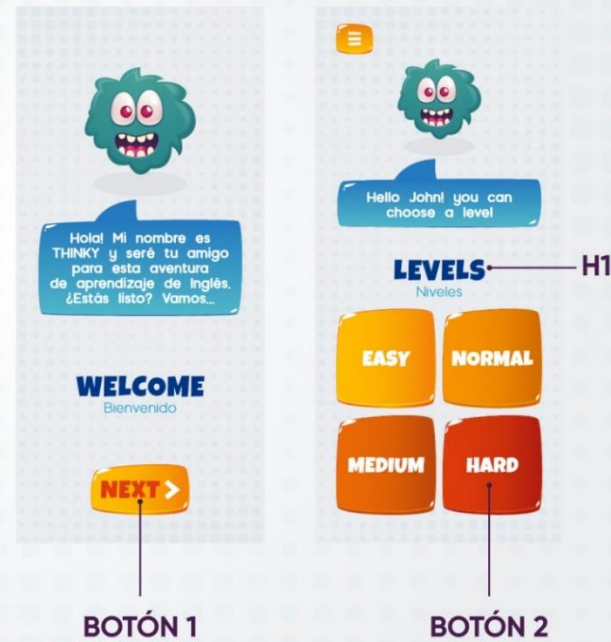 Hola! Mi nombre es
THINKY y seré tu amigo
para esta aventura
de aprendizaje de Inglés.
¿Estás listo? Vamos...
WELCOME
Bienvenido
NEXT >
BOTÓN 1
Hello John! you can
choose a level
LEVELS
Niveles
H1
EASY
NORMAL
MEDIUM
HARD
BOTÓN 2